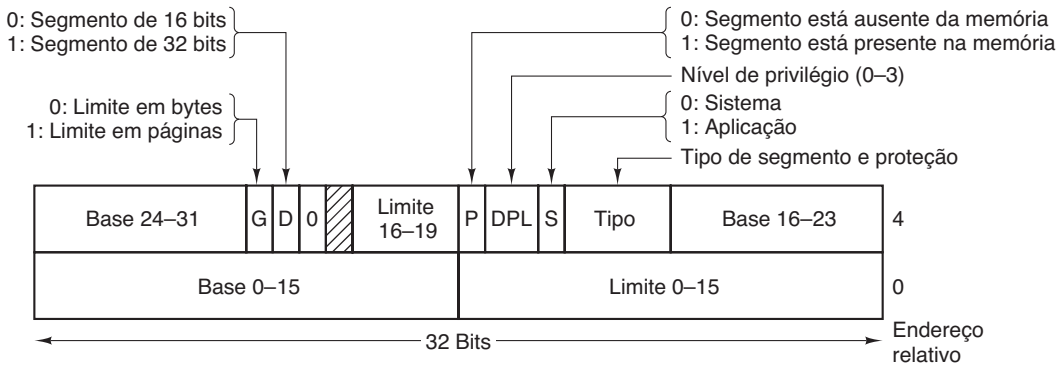 0: Segmento de 16 bits
1: Segmento de 32 bits
0: Segmento está ausente da memória
1: Segmento está presente na memória
Nível de privilégio (0–3)
0: Limite em bytes
1: Limite em páginas
0: Sistema
1: Aplicação
Tipo de segmento e proteção
Base 24–31
G
D
0
Limite
16–19
P
DPL
S
Tipo
Base 16–23
4
Base 0–15
Limite 0–15
0
32 Bits
Endereço
relativo